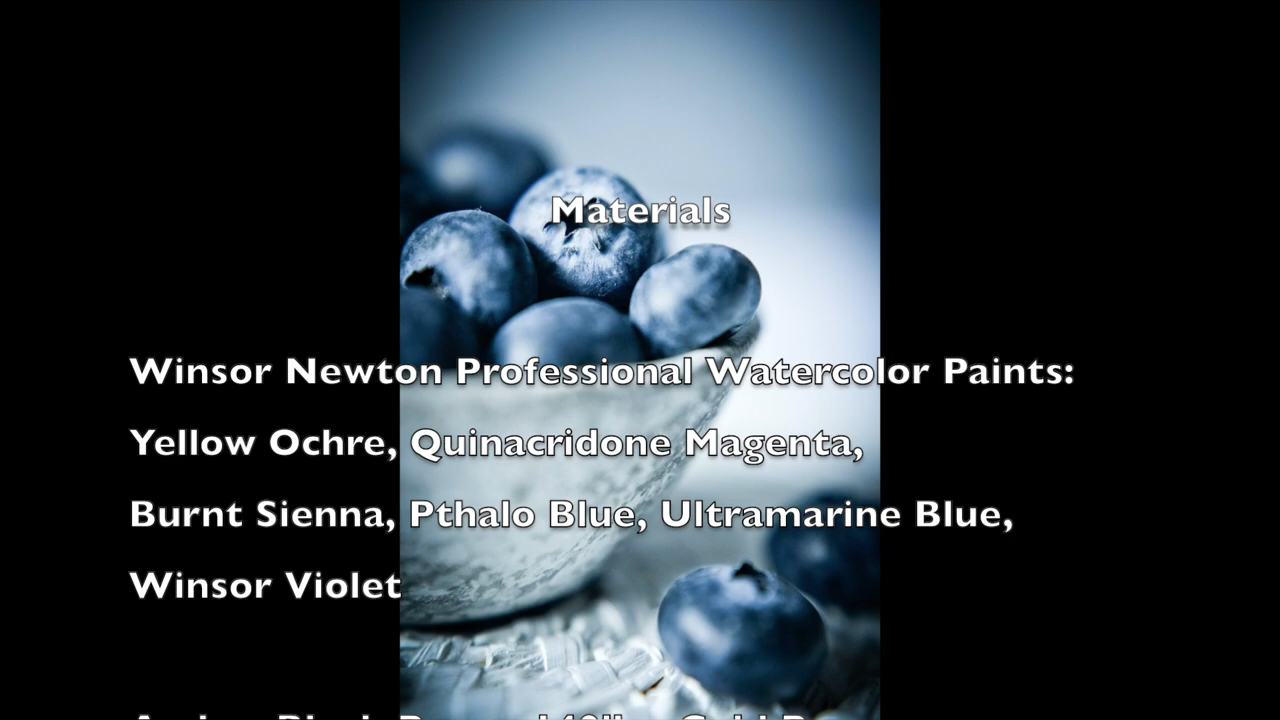 Materials
Winsor Newton Professional Watercolor Paints:
Yellow Ochre, Quinacridone Magenta,
Burnt Sienna, Pthalo Blue, Ultramarine Blue,
Winsor Violet